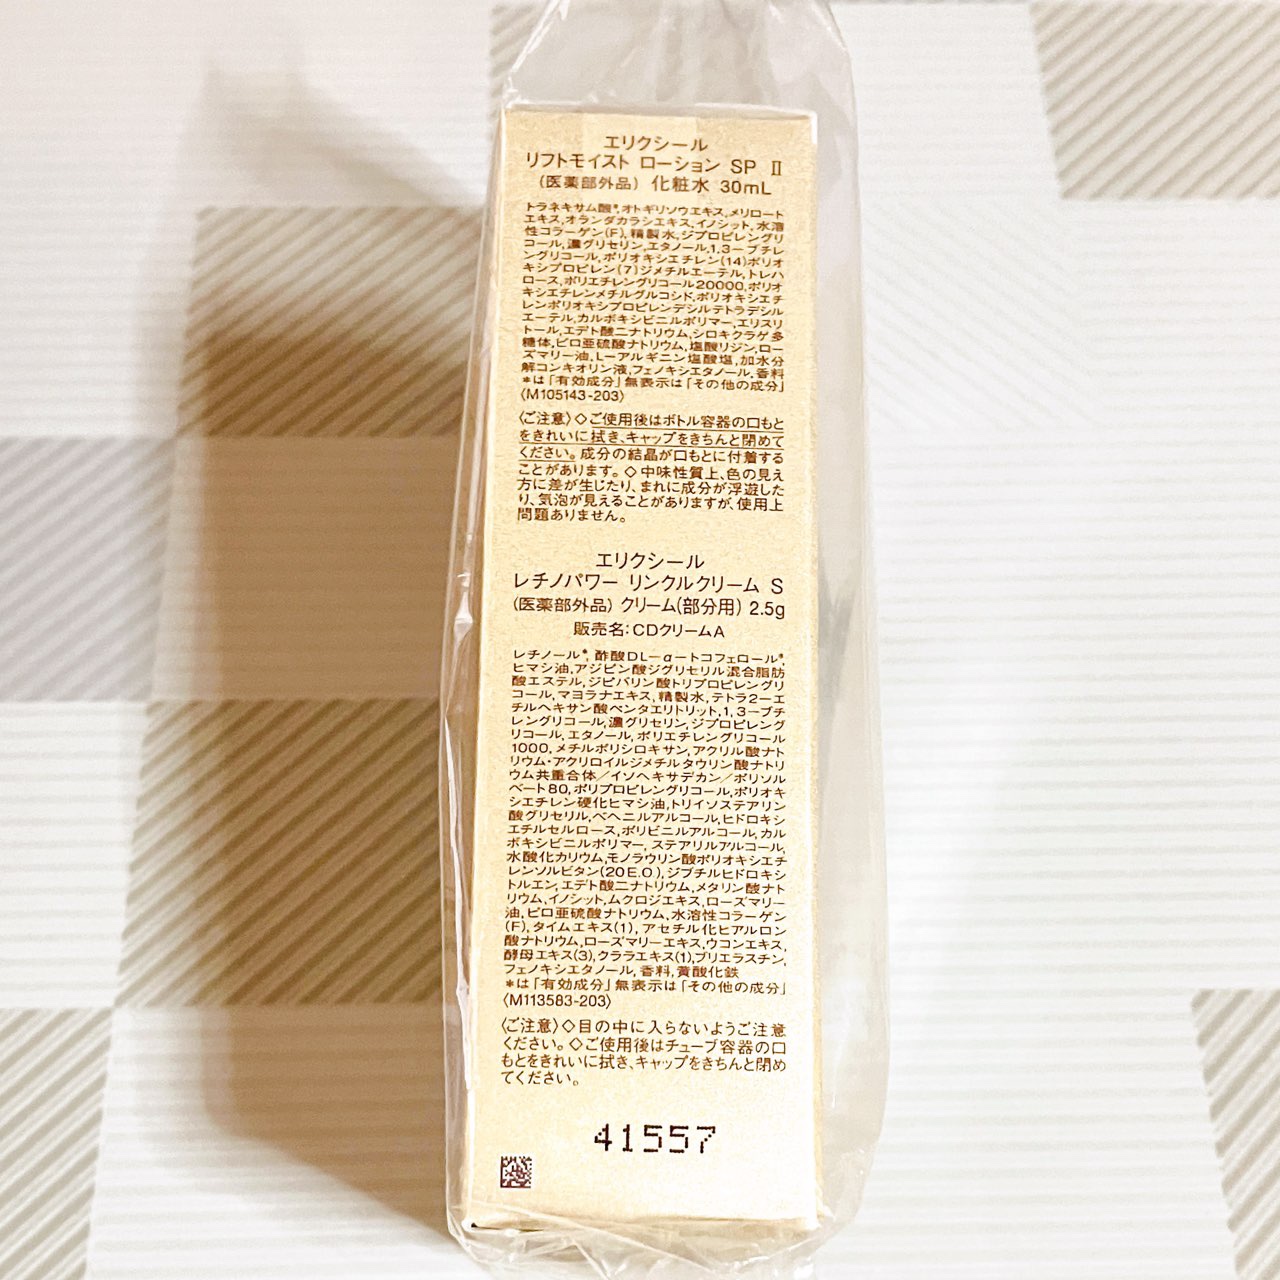 エリクシール
リフトモイスト ローション SP Ⅱ
（医薬部外品） 化粧水 30mL
トラネキサム酸*,オトギリソウエキス,メリロート
エキス,オランダカラシエキス,イノシット,水溶
性コラーゲン(F),精製水,ジプロピレングリ
コール,濃グリセリン,エタノール,1,3ーブチレ
ングリコール,ポリオキシエチレン(14)ポリオ
キシプロピレン(7)ジメチルエーテル,トレハ
ロース,ポリエチレングリコール20000,ポリオ
キシエチレンメチルグルコシド,ポリオキシエチ
レンポリオキシプロピレンデシルテトラデシル
エーテル,カルボキシビニルポリマー,エリスリ
トール,エデト酸二ナトリウム,シロキクラゲ多
糖体,ピロ亜硫酸ナトリウム,塩酸リジン,ロー
ズマリー油,Lーアルギニン塩酸塩,加水分
解コンキオリン液,フェノキシエタノール,香料
*は「有効成分」無表示は「その他の成分」
〈M105143-203〉
〈ご注意〉◇ご使用後はボトル容器の口もと
をきれいに拭き、キャップをきちんと閉めて
ください。成分の結晶が口もとに付着する
ことがあります。◇中味性質上、色の見え
方に差が生じたり、まれに成分が浮遊した
り、気泡が見えることがありますが、使用上
問題ありません。
エリクシール
レチノパワー リンクルクリーム S
（医薬部外品） クリーム（部分用） 2.5g
販売名：CDクリームA
レチノール*,酢酸DLーαートコフェロール*,
ヒマシ油,アジピン酸ジグリセリル混合脂肪
酸エステル,ジピバリン酸トリプロピレングリ
コール,マヨラナエキス,精製水,テトラ2ーエ
チルヘキサン酸ペンタエリトリット,1,3ーブチ
レングリコール,濃グリセリン,ジプロピレング
リコール,エタノール,ポリエチレングリコール
1000,メチルポリシロキサン,アクリル酸ナト
リウム・アクリロイルジメチルタウリン酸ナトリ
ウム共重合体／イソヘキサデカン／ポリソル
ベート80,ポリプロピレングリコール,ポリオキ
シエチレン硬化ヒマシ油,トリイソステアリン
酸グリセリル,ベヘニルアルコール,ヒドロキシ
エチルセルロース,ポリビニルアルコール,カル
ボキシビニルポリマー,ステアリルアルコール,
水酸化カリウム,モノラウリン酸ポリオキシエチ
レンソルビタン(20E.O.),ジブチルヒドロキシ
トルエン,エデト酸二ナトリウム,メタリン酸ナト
リウム,イノシット,ムクロジエキス,ローズマリー
油,ピロ亜硫酸ナトリウム,水溶性コラーゲン
(F),タイムエキス(1),アセチル化ヒアルロン
酸ナトリウム,ローズマリーエキス,ウコンエキス,
酵母エキス(3),クララエキス(1),プリエラスチン,
フェノキシエタノール,香料,黄酸化鉄
*は「有効成分」無表示は「その他の成分」
〈M113583-203〉
〈ご注意〉◇目の中に入らないようご注意
ください。◇ご使用後はチューブ容器の口
もとをきれいに拭き、キャップをきちんと閉め
てください。
41557